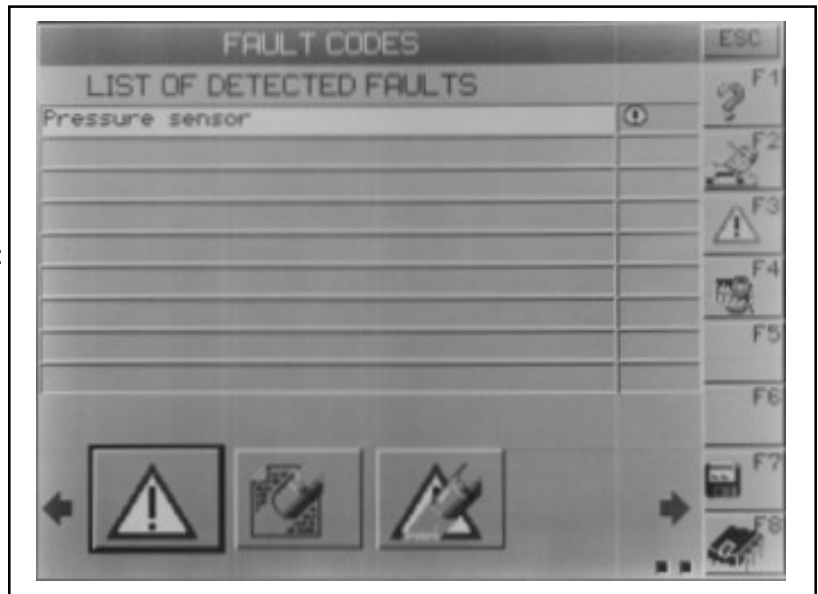 FAULT CODES
ESC
LIST OF DETECTED FAULTS
F1
Pressure sensor
F2
F3
F4
F5
F6
F7
F8